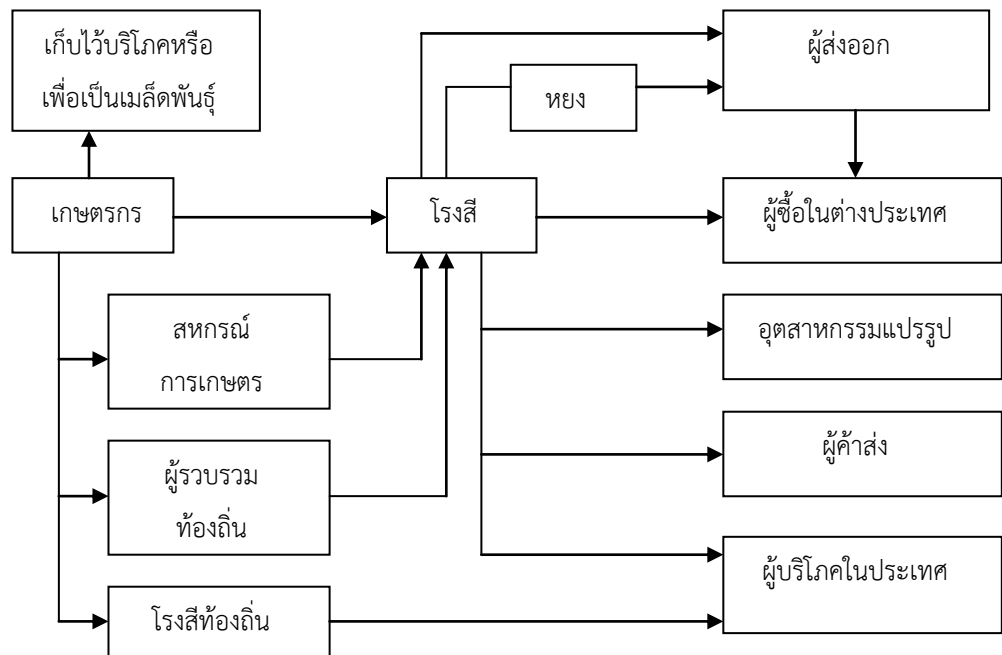 เก็บไว้บริโภคหรือ
เพื่อเป็นเมล็ดพันธุ์
ผู้ส่งออก
หยง
เกษตรกร
โรงสี
ผู้ซื้อในต่างประเทศ
สหกรณ์
การเกษตร
อุตสาหกรรมแปรรูป
ผู้รวบรวม
ท้องถิ่น
ผู้ค้าส่ง
ผู้บริโภคในประเทศ
โรงสีท้องถิ่น